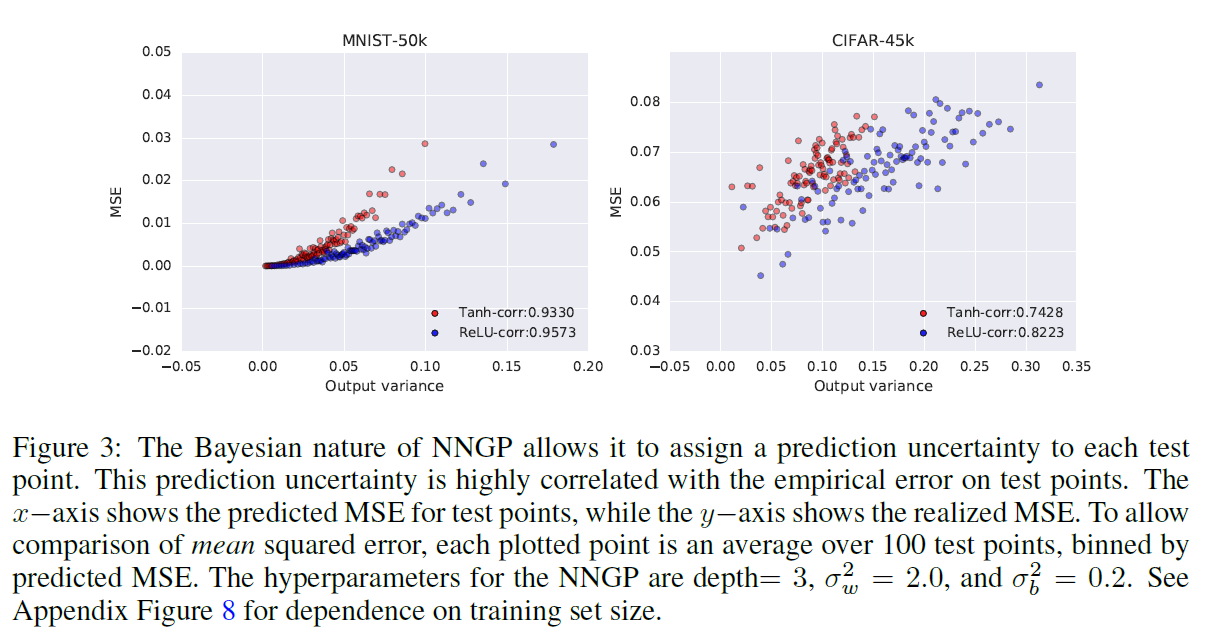 MNIST-50k
0.05
0.04
0.03
0.02
0.01
0.00
−0.01
−0.02
MSE
−0.05
0.00
0.05
0.10
0.15
0.20
Output variance
Tanh-corr:0.9330
ReLU-corr:0.9573
CIFAR-45k
0.08
0.07
0.06
0.05
0.04
0.03
MSE
−0.05
0.00
0.05
0.10
0.15
0.20
0.25
0.30
0.35
Output variance
Tanh-corr:0.7428
ReLU-corr:0.8223
Figure 3: The Bayesian nature of NNGP allows it to assign a prediction uncertainty to each test
point. This prediction uncertainty is highly correlated with the empirical error on test points. The
x−axis shows the predicted MSE for test points, while the y−axis shows the realized MSE. To allow
comparison of mean squared error, each plotted point is an average over 100 test points, binned by
predicted MSE. The hyperparameters for the NNGP are depth= 3, σ_w^2 = 2.0, and σ_b^2 = 0.2. See
Appendix Figure 8 for dependence on training set size.